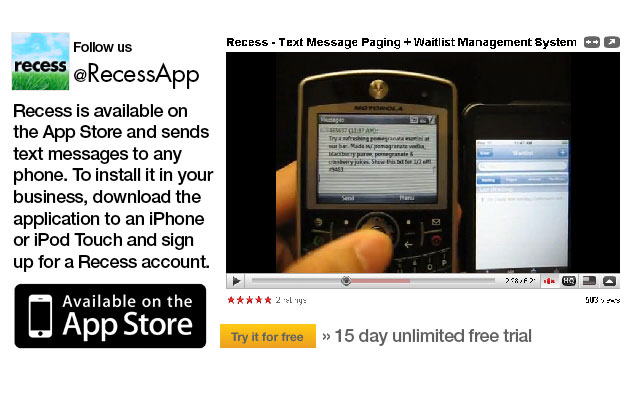 recess
Follow us
@RecessApp
Recess is available on
the App Store and sends
text messages to any
phone. To install it in your
business, download the
application to an iPhone
or iPod Touch and sign
up for a Recess account.
Available on the
App Store
Recess - Text Message Paging + Waitlist Management System
MOTOROLA
Messages
Try a refreshing pomegranate martini at
our bar. Made w/ pomegranate vodka,
blackberry puree, pomegranate &
cranberry juices. Show this txt for 1/2 off!
#9483
Send Menu
Waitlist
HQ
2 ratings
503 views
Try it for free
» 15 day unlimited free trial